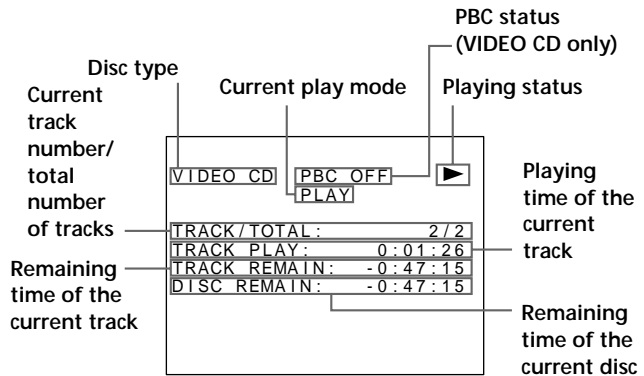 PBC status
(VIDEO CD only)
Disc type
Current play mode
Playing status
Current
track
number/
total
number
of tracks
VIDEO CD PBC OFF
PLAY
TRACK/TOTAL: 2/2
TRACK PLAY: 0:01:26
TRACK REMAIN: -0:47:15
DISC REMAIN: -0:47:15
Playing
time of the
current
track
Remaining
time of the
current track
Remaining
time of the
current disc